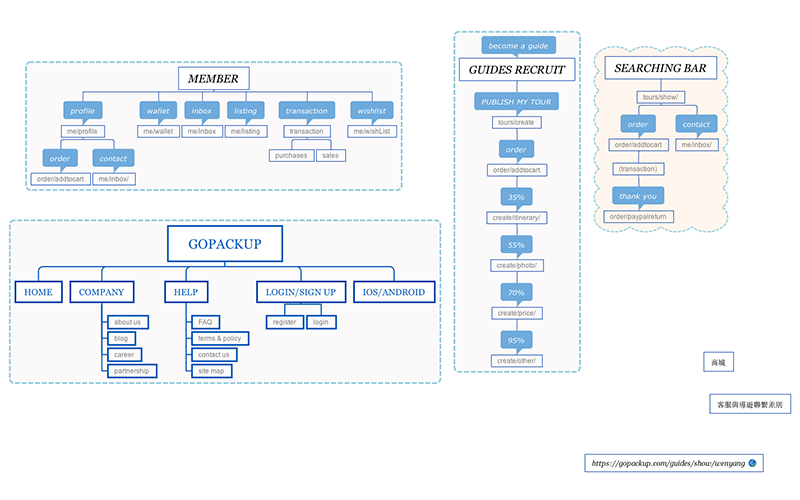 MEMBER
profile
wallet
inbox
listing
transaction
wishlist
me/profile
me/wallet
me/inbox
me/listing
transaction
me/wishList
order
contact
purchases
sales
order/addtocart
me/inbox/
GOPACKUP
HOME
COMPANY
HELP
LOGIN/SIGN UP
IOS/ANDROID
about us
blog
career
partnership
FAQ
terms & policy
contact us
site map
register
login
become a guide
GUIDES RECRUIT
PUBLISH MY TOUR
tours/create
order
order/addtocart
35%
create/itinerary/
55%
create/photo/
70%
create/price/
95%
create/other/
SEARCHING BAR
tours/show/
order
contact
order/addtocart
me/inbox/
(transaction)
thank you
order/paypalreturn
商城
客服與導遊聯繫差別
https://gopackup.com/guides/show/wenyang